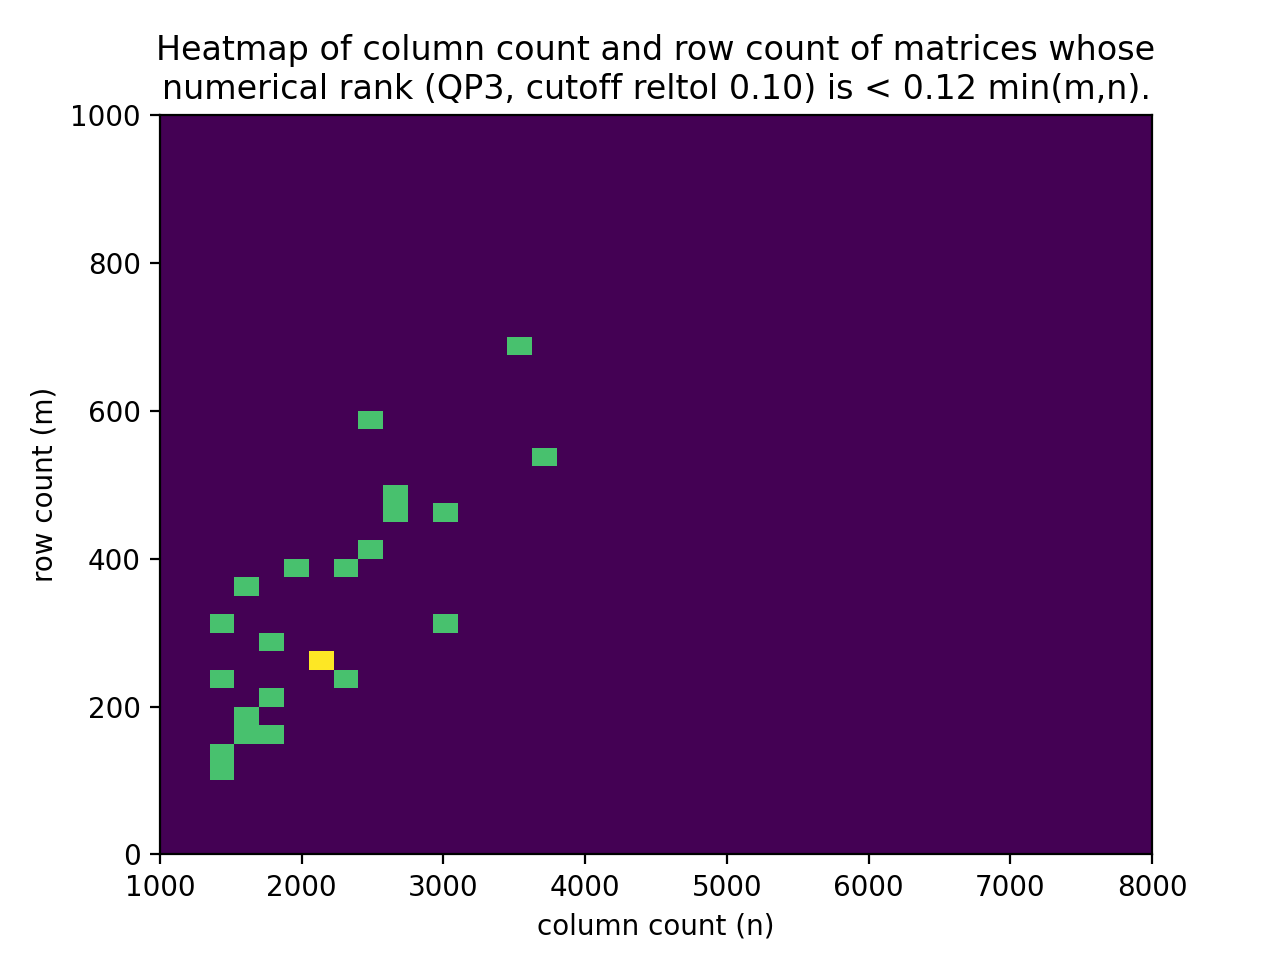 Heatmap of column count and row count of matrices whose
numerical rank (QP3, cutoff reltol 0.10) is < 0.12 min(m,n).
1000
800
600
400
200
0
row count (m)
1000 2000 3000 4000 5000 6000 7000 8000
column count (n)